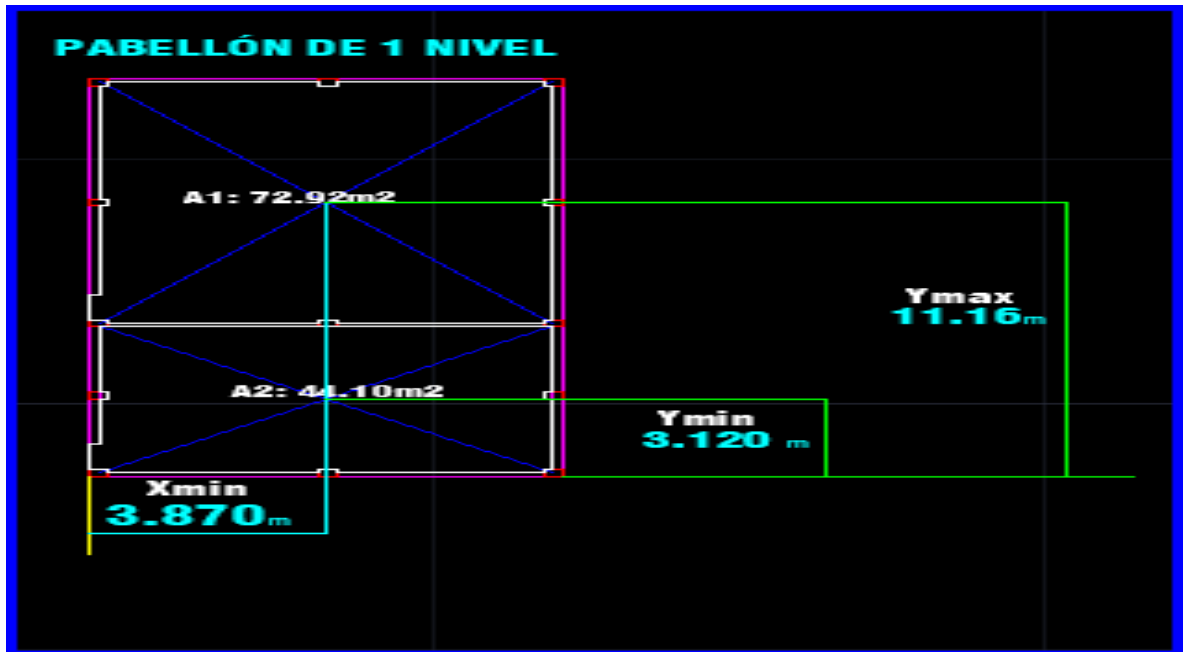 PABELLÓN DE 1 NIVEL
A1: 72.92m2
Ymax
11.16m
A2: 44.10m2
Ymin
3.120 m
Xmin
3.870m